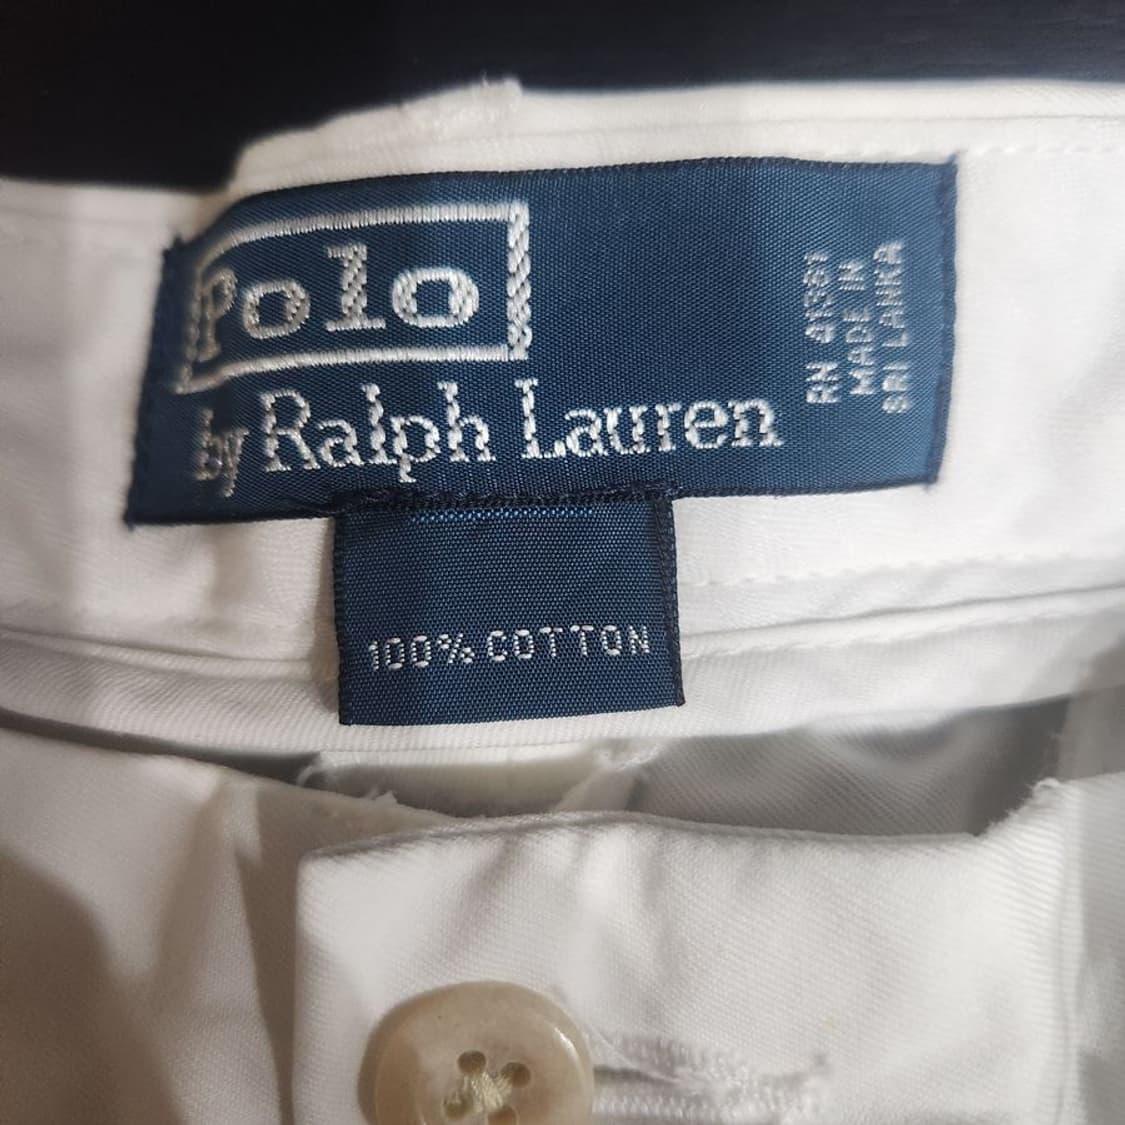 Polo
by Ralph Lauren
RN 41381
MADE IN
SRI LANKA
100% COTTON